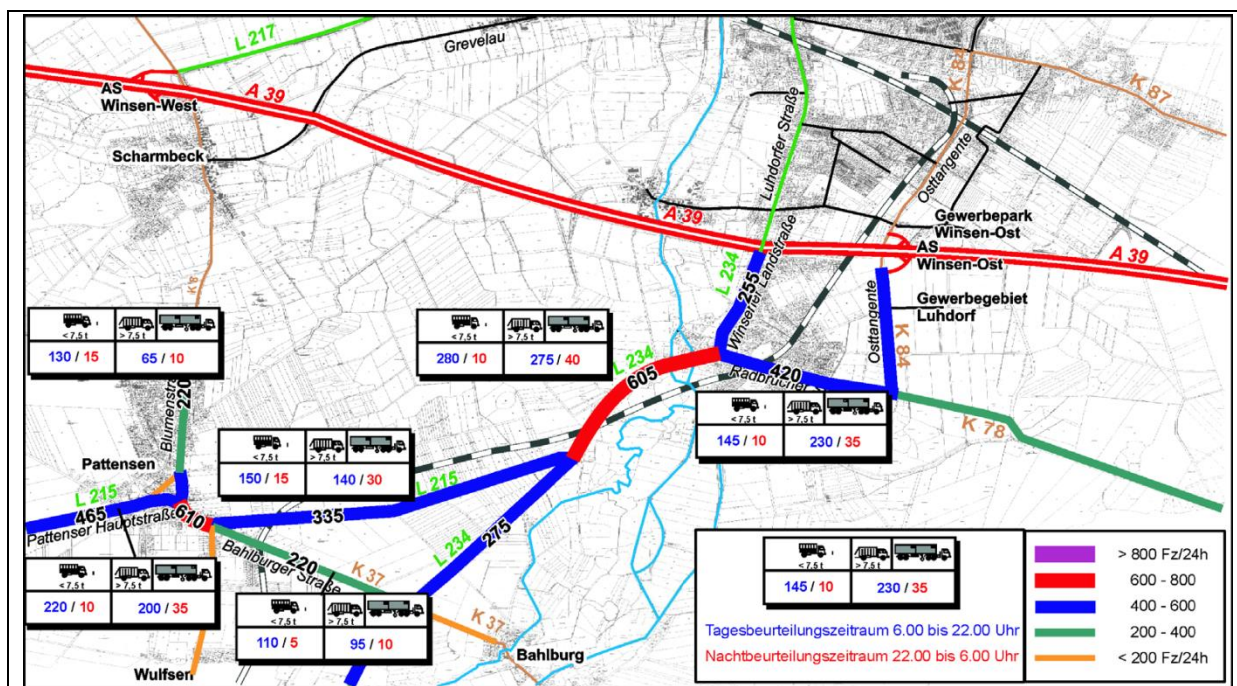 L 217
Grevelau
K 84
K 87
AS
Winsen-West
A 39
Scharmbeck
Luhdorfer Straße
Osttangente
A 39
Gewerbepark
Winsen-Ost
AS
Winsen-Ost
A 39
L 234
255
Winsener Landstraße
Gewerbegebiet
Luhdorf
Osttangente
K 84
< 7,5 t
> 7,5 t
130 / 15
65 / 10
< 7,5 t
> 7,5 t
280 / 10
275 / 40
L 234
605
Radbrucher
420
K 78
220
Pattensen
L 215
465
Pattenser Hauptstraße
610
< 7,5 t
> 7,5 t
150 / 15
140 / 30
L 215
335
L 234
275
< 7,5 t
> 7,5 t
145 / 10
230 / 35
220
Bahlburger Straße
K 37
K 37
< 7,5 t
> 7,5 t
220 / 10
200 / 35
< 7,5 t
> 7,5 t
110 / 5
95 / 10
Wulfsen
Bahlburg
< 7,5 t
> 7,5 t
145 / 10
230 / 35
Tagesbeurteilungszeitraum 6.00 bis 22.00 Uhr
Nachtbeurteilungszeitraum 22.00 bis 6.00 Uhr
> 800 Fz/24h
600 - 800
400 - 600
200 - 400
< 200 Fz/24h